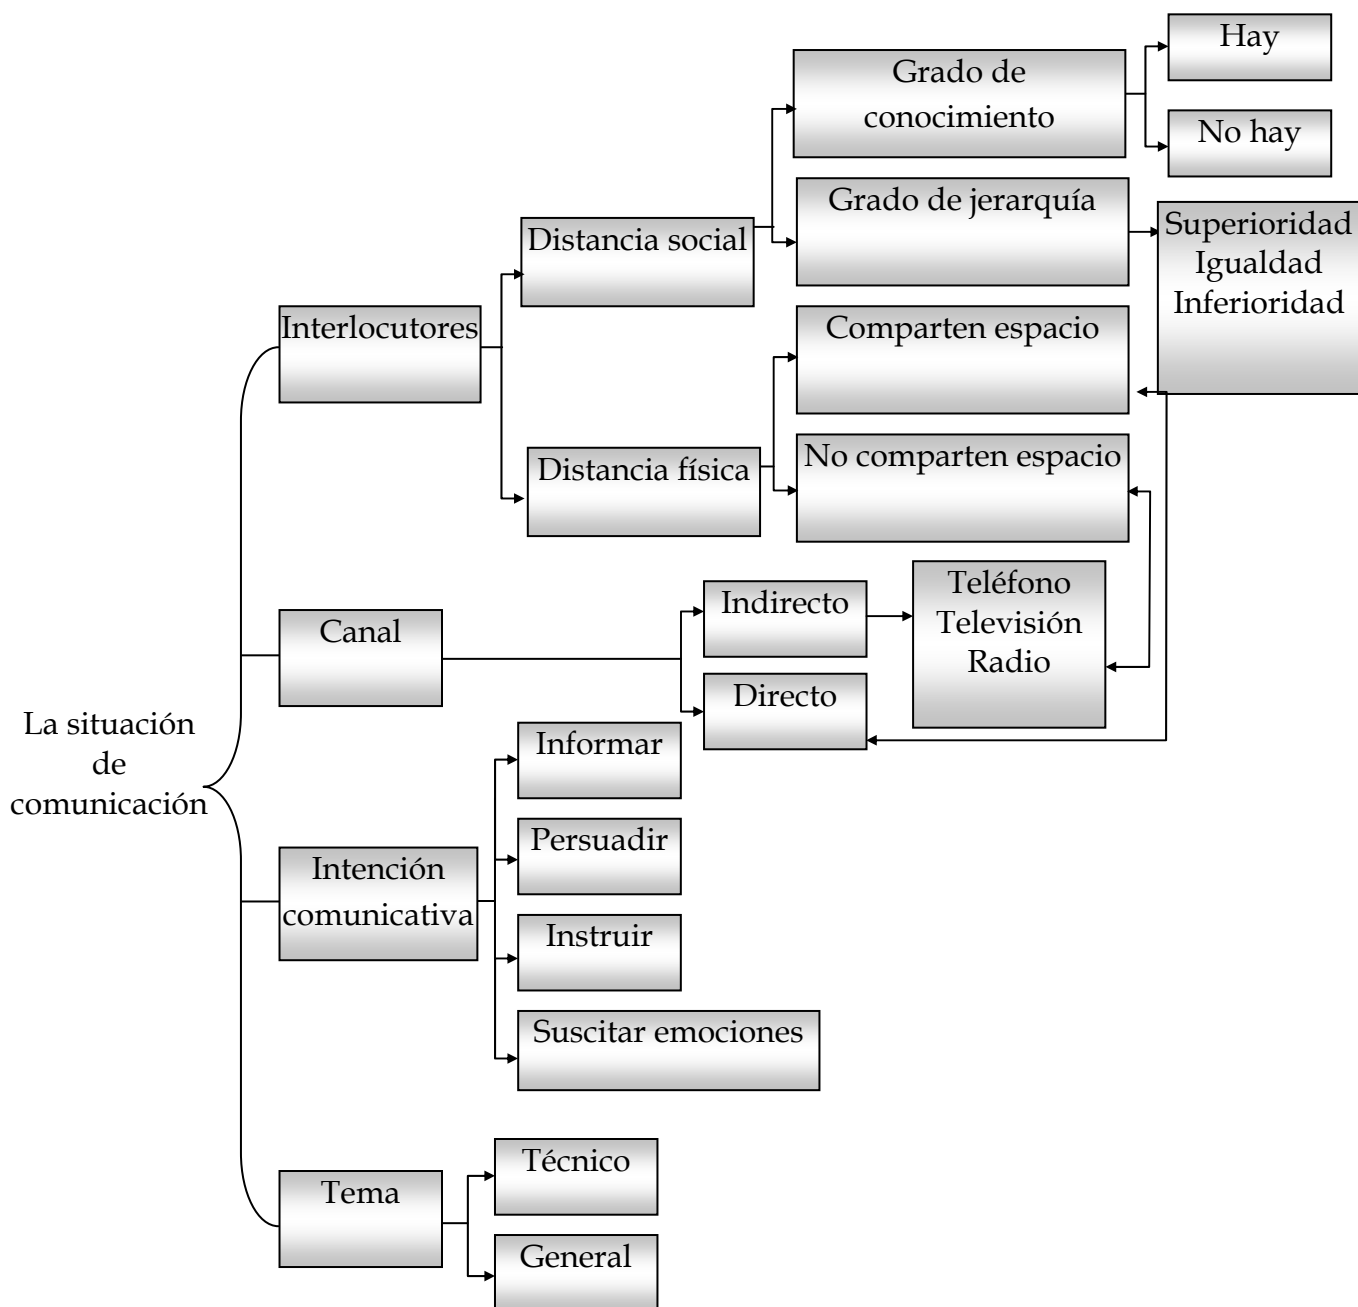 Hay
Grado de
conocimiento
No hay
Grado de jerarquía
Superioridad
Igualdad
Inferioridad
Distancia social
Interlocutores
Comparten espacio
Distancia física
No comparten espacio
Canal
Indirecto
Teléfono
Televisión
Radio
Directo
La situación
de
comunicación
Informar
Persuadir
Intención
comunicativa
Instruir
Suscitar emociones
Tema
Técnico
General